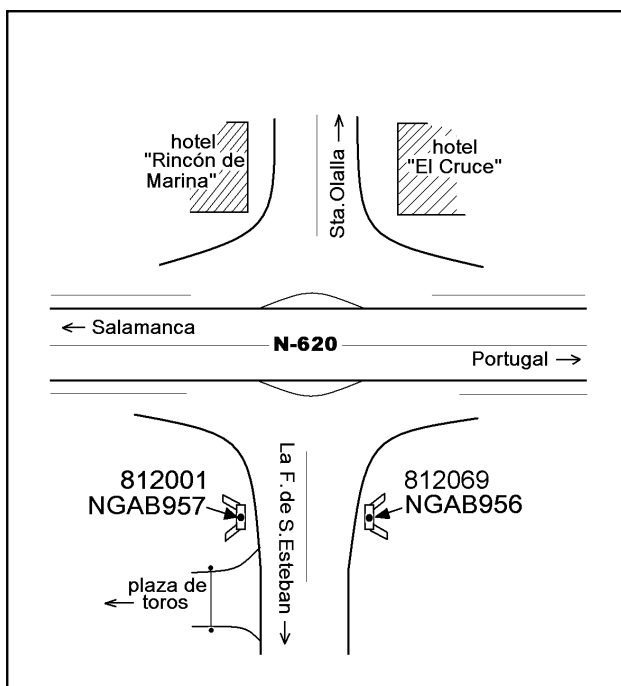 hotel
"Rincón de
Marina"
hotel
"El Cruce"
Sta.Olalla
← Salamanca
N-620
Portugal →
La F. de S.Esteban
812001
NGAB957
812069
NGAB956
plaza de
toros